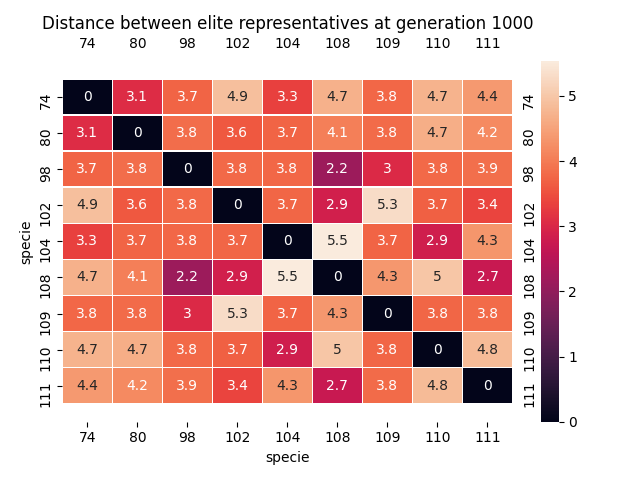 Distance between elite representatives at generation 1000
74 80 98 102 104 108 109 110 111
74 0 3.1 3.7 4.9 3.3 4.7 3.8 4.7 4.4 74
80 3.1 0 3.8 3.6 3.7 4.1 3.8 4.7 4.2 80
98 3.7 3.8 0 3.8 3.8 2.2 3 3.8 3.9 98
102 4.9 3.6 3.8 0 3.7 2.9 5.3 3.7 3.4 102
104 3.3 3.7 3.8 3.7 0 5.5 3.7 2.9 4.3 104
108 4.7 4.1 2.2 2.9 5.5 0 4.3 5 2.7 108
109 3.8 3.8 3 5.3 3.7 4.3 0 3.8 3.8 109
110 4.7 4.7 3.8 3.7 2.9 5 3.8 0 4.8 110
111 4.4 4.2 3.9 3.4 4.3 2.7 3.8 4.8 0 111
74 80 98 102 104 108 109 110 111
specie
specie
5
4
3
2
1
0